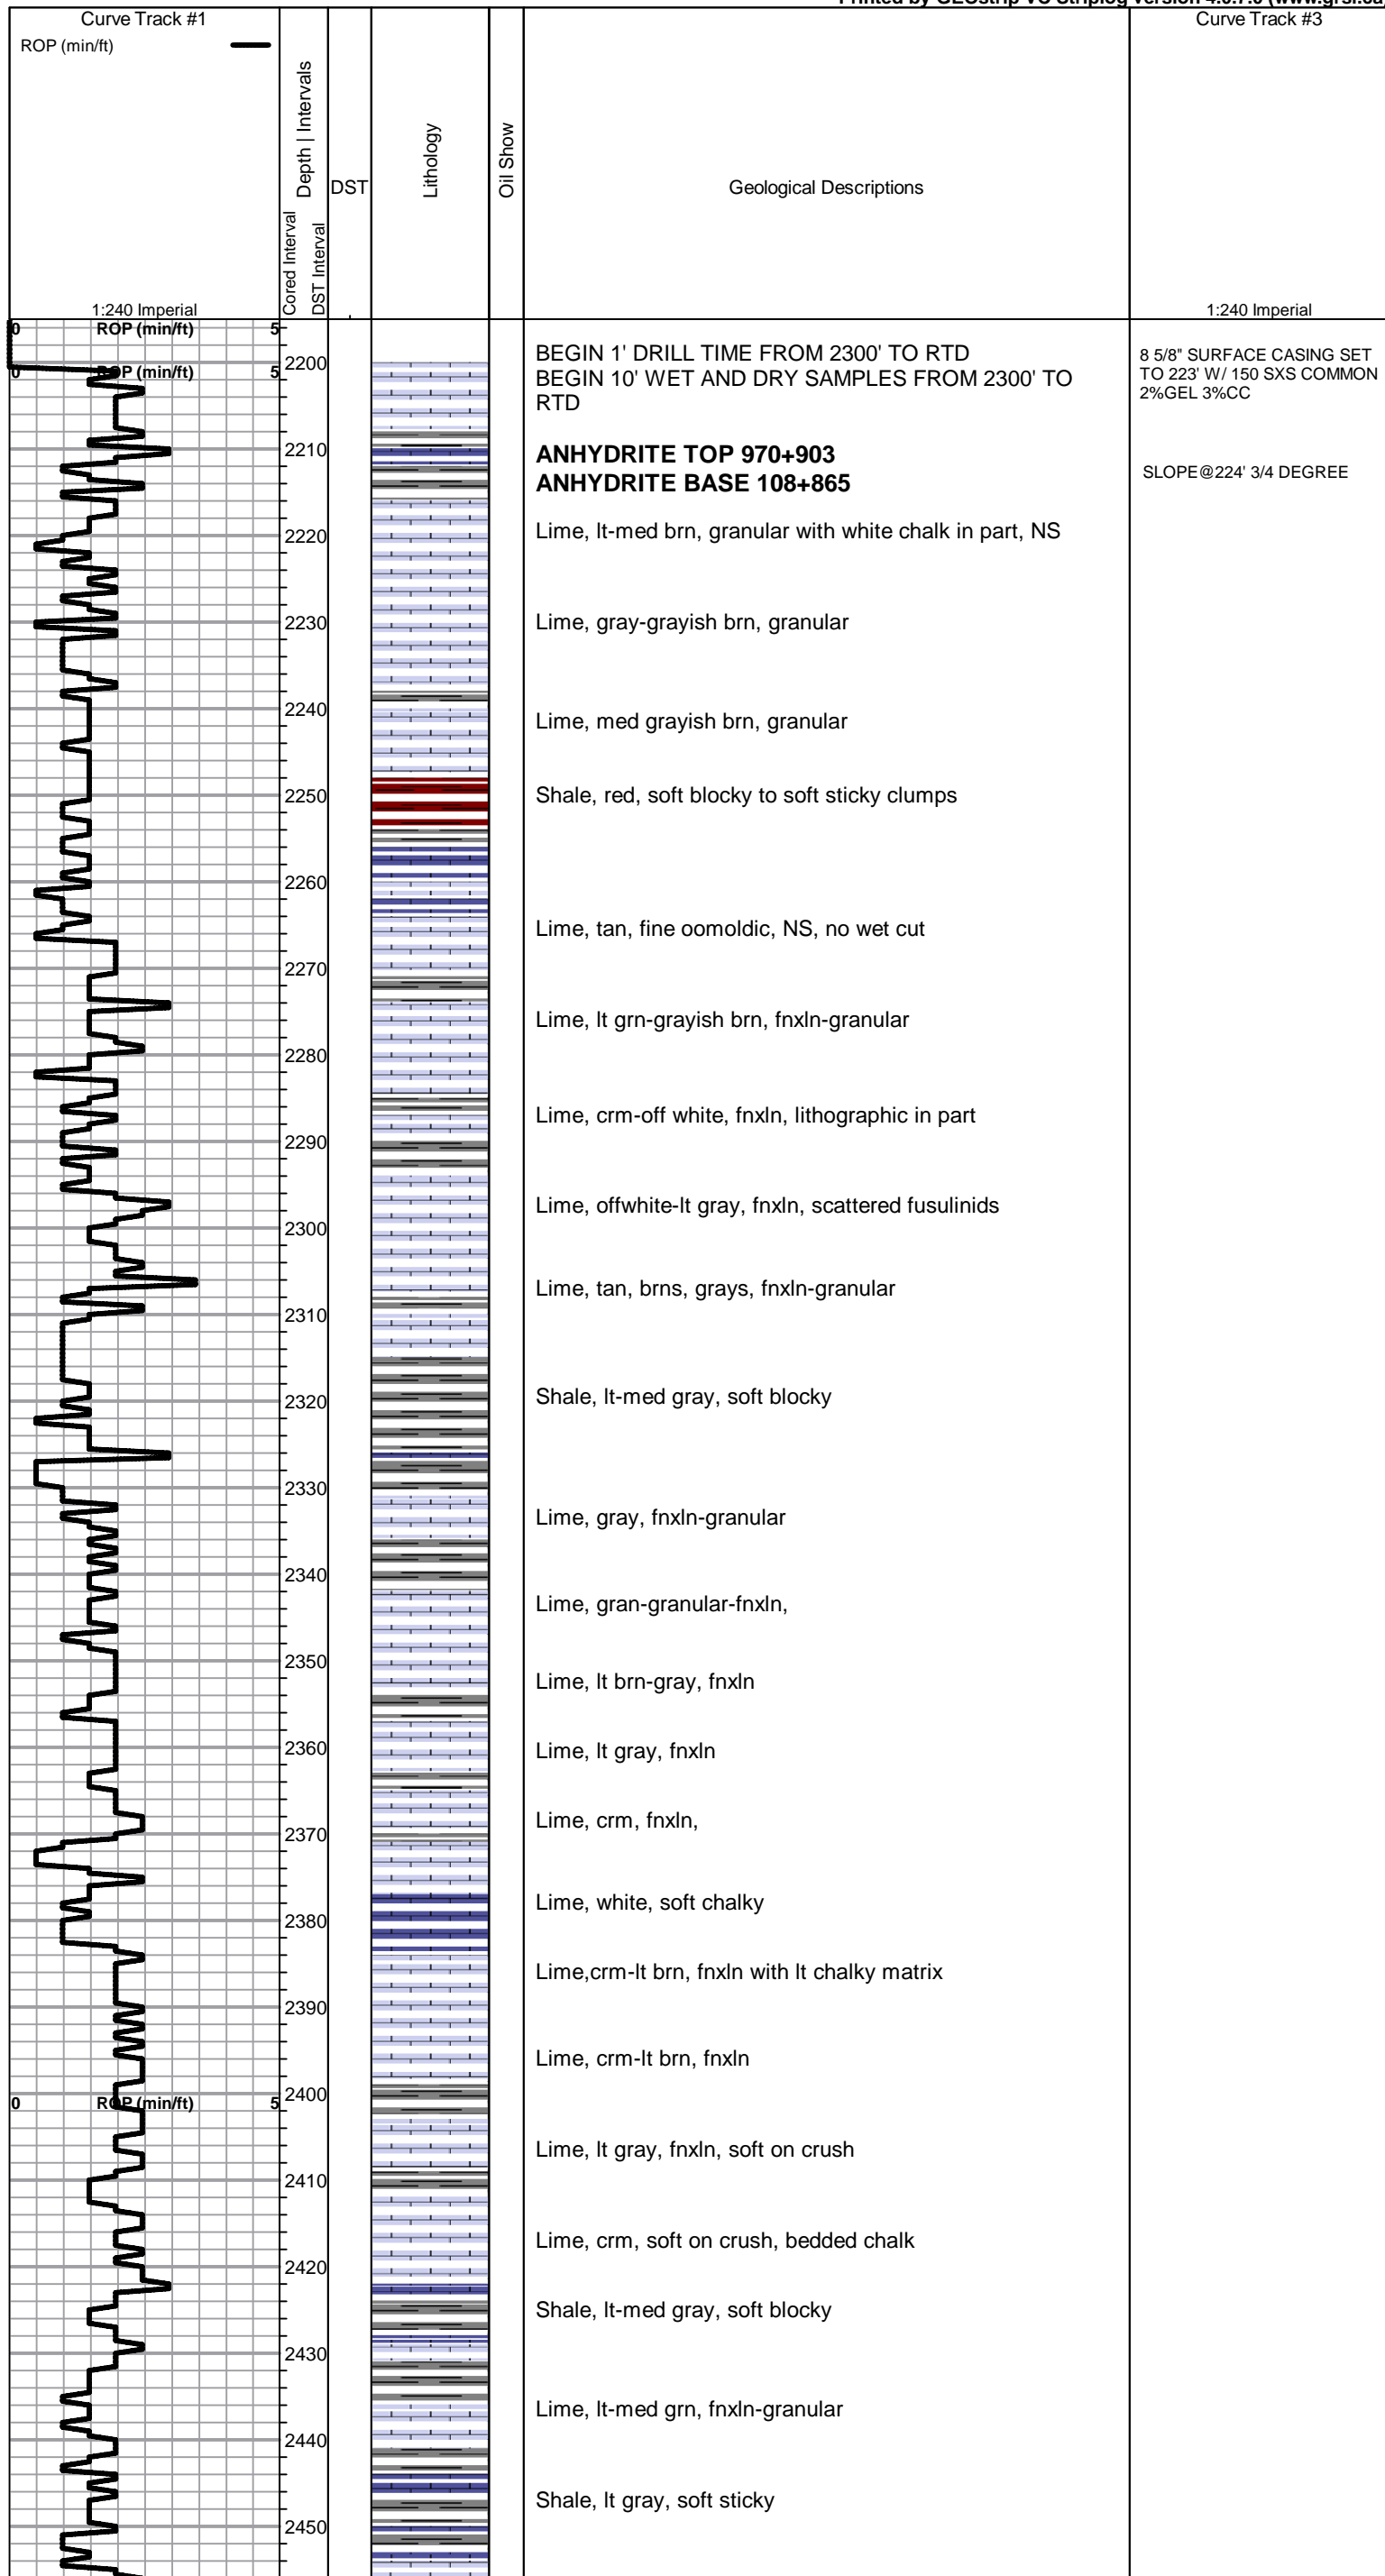 Curve Track #1
ROP (min/ft)
1:240 Imperial
Depth | Intervals
Cored Interval
DST Interval
DST
Lithology
Oil Show
Geological Descriptions
Curve Track #3
1:240 Imperial
0 ROP (min/ft) 5
2200
BEGIN 1' DRILL TIME FROM 2300' TO RTD
BEGIN 10' WET AND DRY SAMPLES FROM 2300' TO
RTD
8 5/8" SURFACE CASING SET
TO 223' W/ 150 SXS COMMON
2%GEL 3%CC
0 ROP (min/ft) 5
2210
ANHYDRITE TOP 970+903
ANHYDRITE BASE 108+865
SLOPE@224' 3/4 DEGREE
2220
Lime, lt-med brn, granular with white chalk in part, NS
2230
Lime, gray-grayish brn, granular
2240
Lime, med grayish brn, granular
2250
Shale, red, soft blocky to soft sticky clumps
2260
Lime, tan, fine oomoldic, NS, no wet cut
2270
Lime, lt grn-grayish brn, fnxln-granular
2280
Lime, crm-off white, fnxln, lithographic in part
2290
Lime, offwhite-lt gray, fnxln, scattered fusulinids
2300
Lime, tan, brns, grays, fnxln-granular
2310
2320
Shale, lt-med gray, soft blocky
2330
Lime, gray, fnxln-granular
2340
Lime, gran-granular-fnxln,
2350
Lime, lt brn-gray, fnxln
2360
Lime, lt gray, fnxln
2370
Lime, crm, fnxln,
Lime, white, soft chalky
2380
Lime,crm-lt brn, fnxln with lt chalky matrix
2390
Lime, crm-lt brn, fnxln
2400
0 ROP (min/ft) 5
Lime, lt gray, fnxln, soft on crush
2410
Lime, crm, soft on crush, bedded chalk
2420
Shale, lt-med gray, soft blocky
2430
Lime, lt-med grn, fnxln-granular
2440
Shale, lt gray, soft sticky
2450